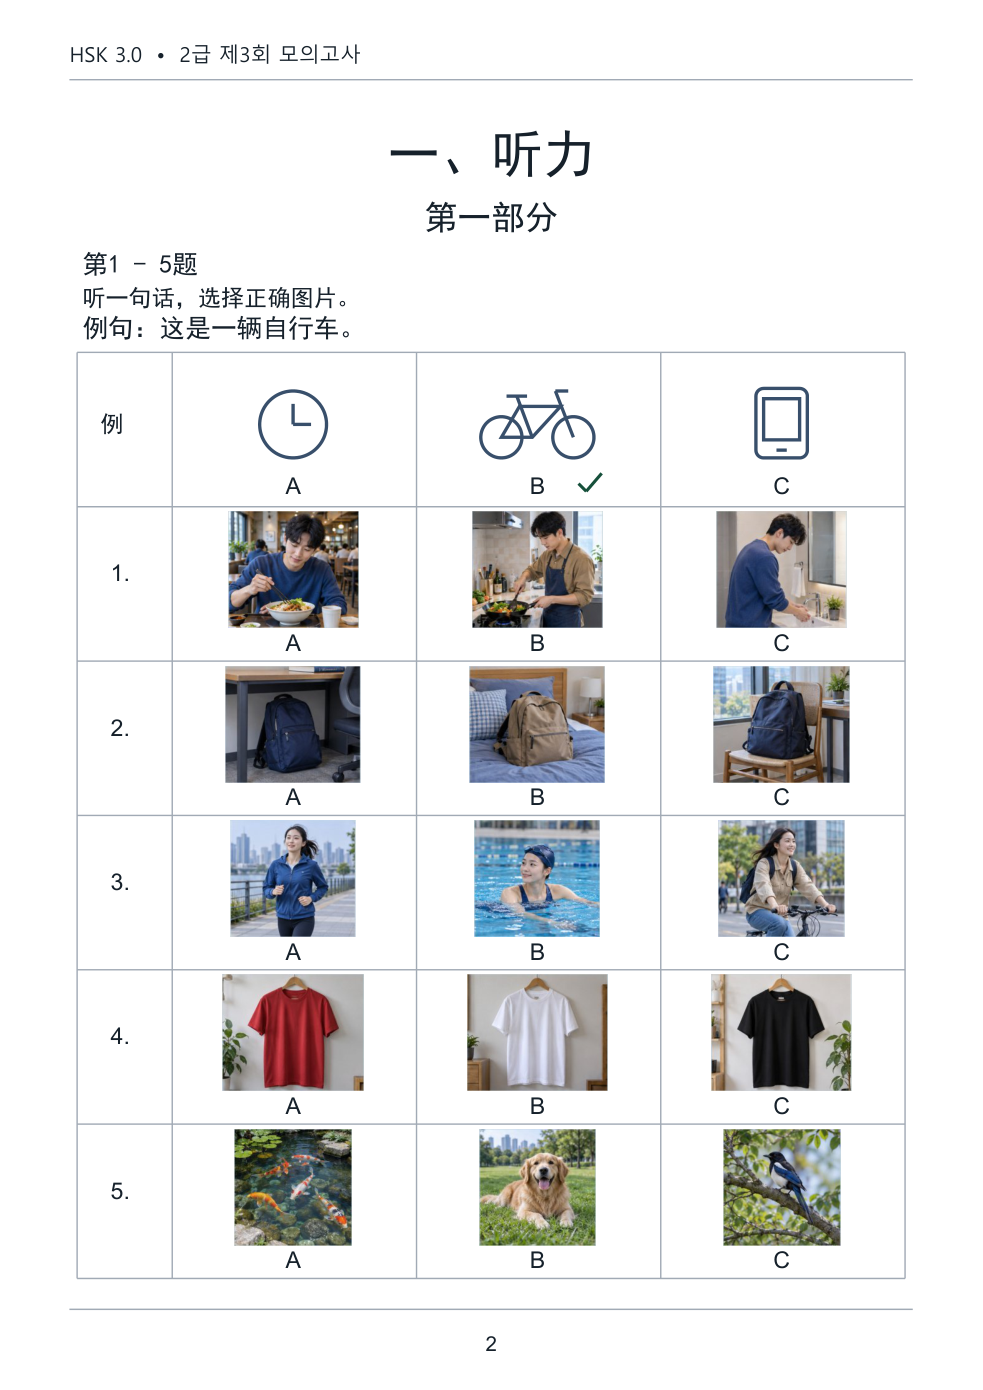 HSK 3.0 • 2급 제3회 모의고사
一、听力
第一部分
第1 - 5题
听一句话，选择正确图片。
例句：这是一辆自行车。
例
A
B
C
1.
A
B
C
2.
A
B
C
3.
A
B
C
4.
A
B
C
5.
A
B
C
2